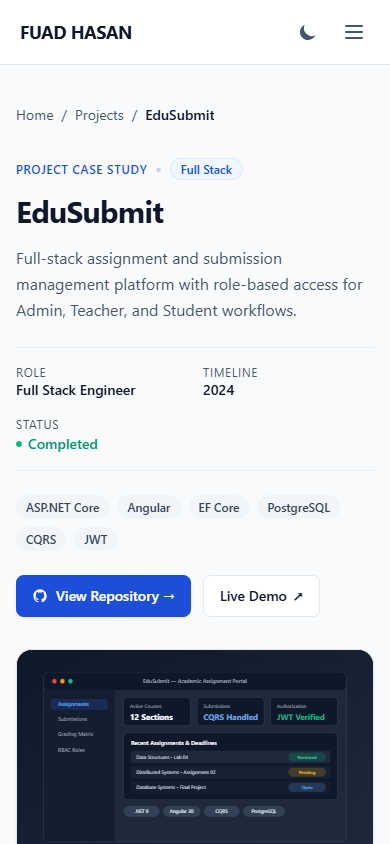 FUAD HASAN
Home / Projects / EduSubmit
PROJECT CASE STUDY • Full Stack
EduSubmit
Full-stack assignment and submission
management platform with role-based access for
Admin, Teacher, and Student workflows.
ROLE TIMELINE
Full Stack Engineer 2024
STATUS
Completed
ASP.NET Core Angular EF Core PostgreSQL
CQRS JWT
View Repository → Live Demo ↗
EduSubmit — Academic Assignment Portal
Assignments
Submissions
Grading Matrix
RBAC Roles
Active Courses Submissions Authorization
12 Sections CQRS Handled JWT Verified
Recent Assignments & Deadlines
Data Structures – Lab 04 Reviewed
Distributed Systems – Assignment 02 Pending
Database Systems – Final Project Open
.NET 9 Angular 20 CQRS PostgreSQL